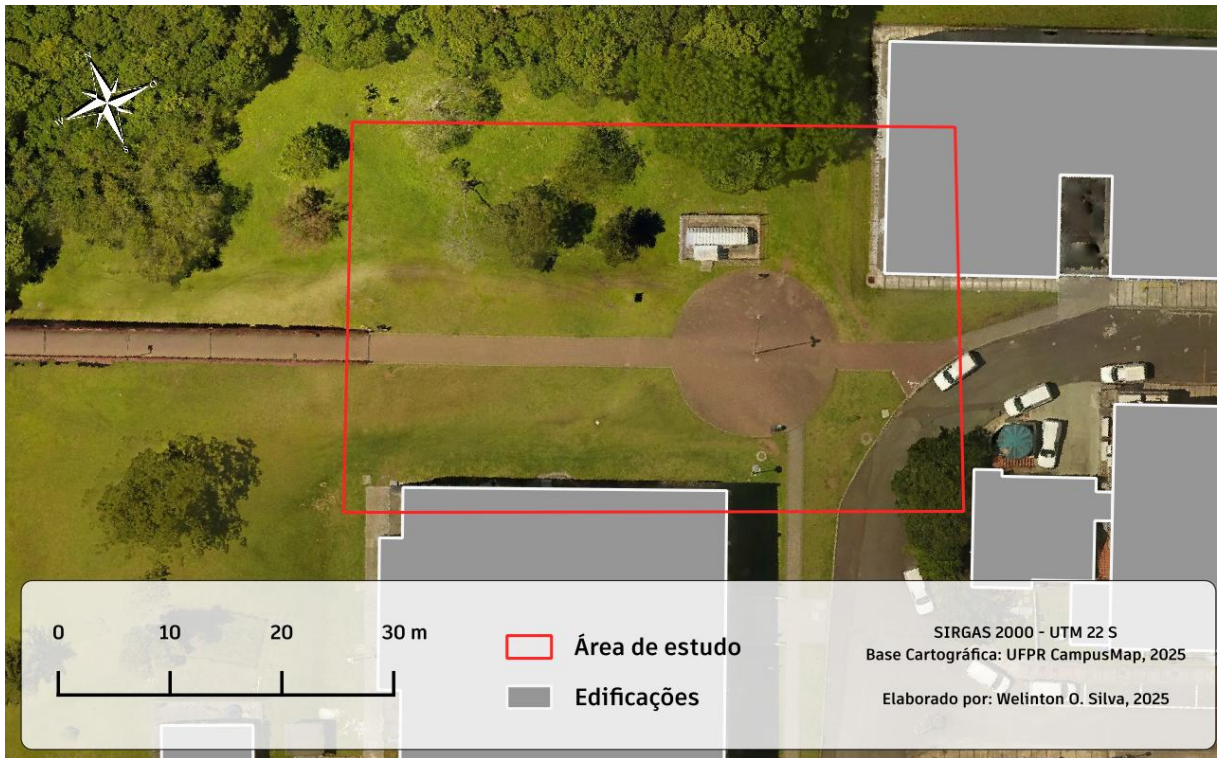 0 10 20 30 m
Área de estudo
Edificações
SIRGAS 2000 - UTM 22 S
Base Cartográfica: UFPR CampusMap, 2025
Elaborado por: Welinton O. Silva, 2025